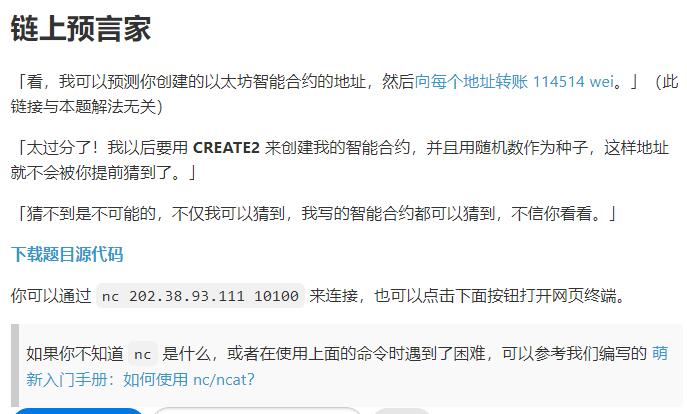 链上预言家
「看，我可以预测你创建的以太坊智能合约的地址，然后向每个地址转账 114514 wei。」（此
链接与本题解法无关）
「太过分了！我以后要用 CREATE2 来创建我的智能合约，并且用随机数作为种子，这样地址
就不会被你提前猜到了。」
「猜不到是不可能的，不仅我可以猜到，我写的智能合约都可以猜到，不信你看看。」
下载题目源代码
你可以通过 nc 202.38.93.111 10100 来连接，也可以点击下面按钮打开网页终端。
如果你不知道 nc 是什么，或者在使用上面的命令时遇到了困难，可以参考我们编写的 萌
新入门手册：如何使用 nc/ncat？